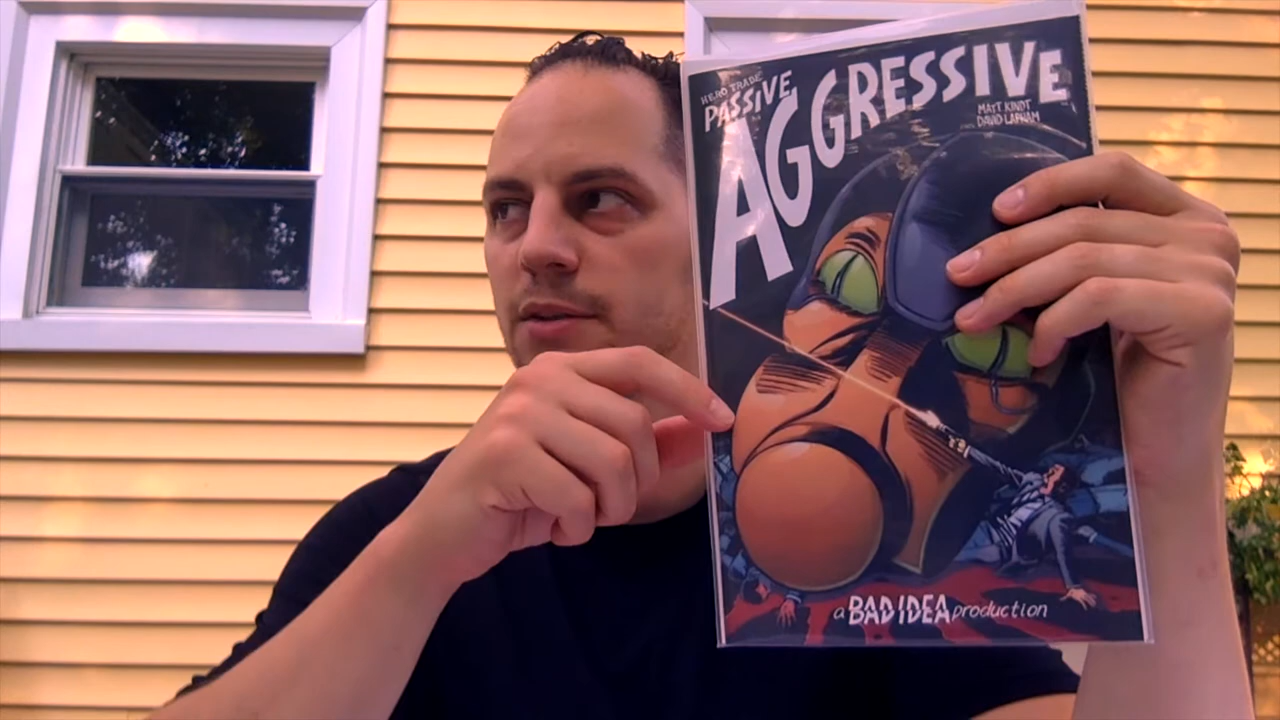 HERO TRADE
PASSIVE
AGGRESSIVE
MATT KINDT
DAVID LAPHAM
a BAD IDEA production